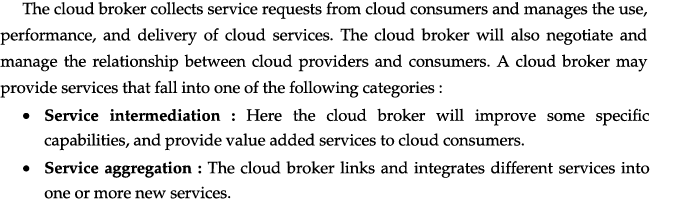 The cloud broker collects service requests from cloud consumers and manages the use,
performance, and delivery of cloud services. The cloud broker will also negotiate and
manage the relationship between cloud providers and consumers. A cloud broker may
provide services that fall into one of the following categories :
• Service intermediation : Here the cloud broker will improve some specific
capabilities, and provide value added services to cloud consumers.
• Service aggregation : The cloud broker links and integrates different services into
one or more new services.